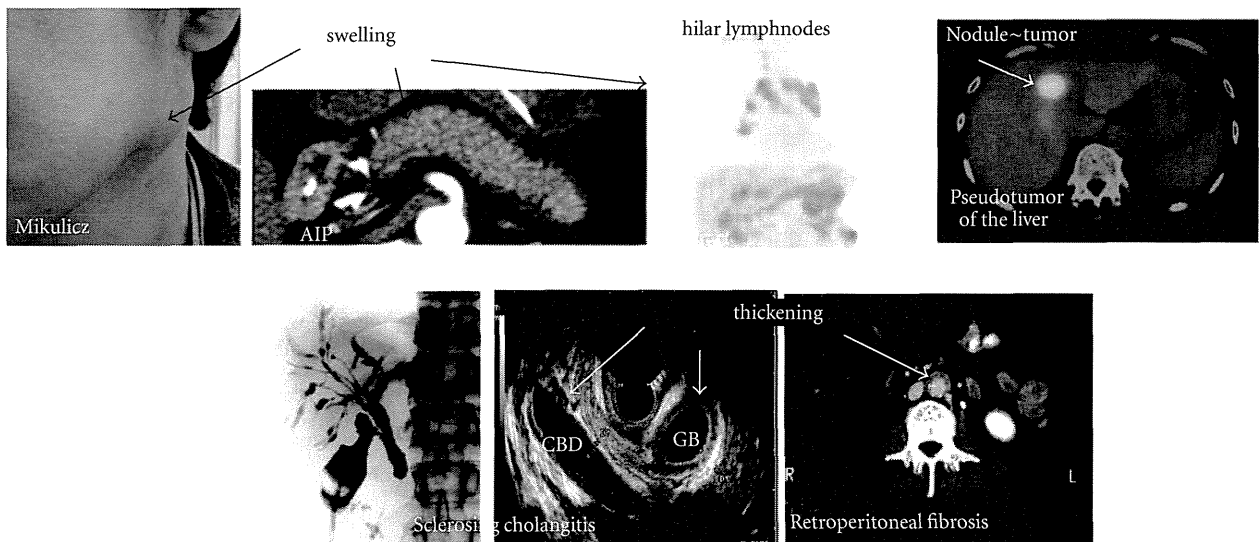 swelling
hilar lymphnodes
Nodule~tumor
Mikulicz
AIP
Pseudotumor
of the liver
thickening
CBD
GB
R
L
Sclerosing cholangitis
Retroperitoneal fibrosis